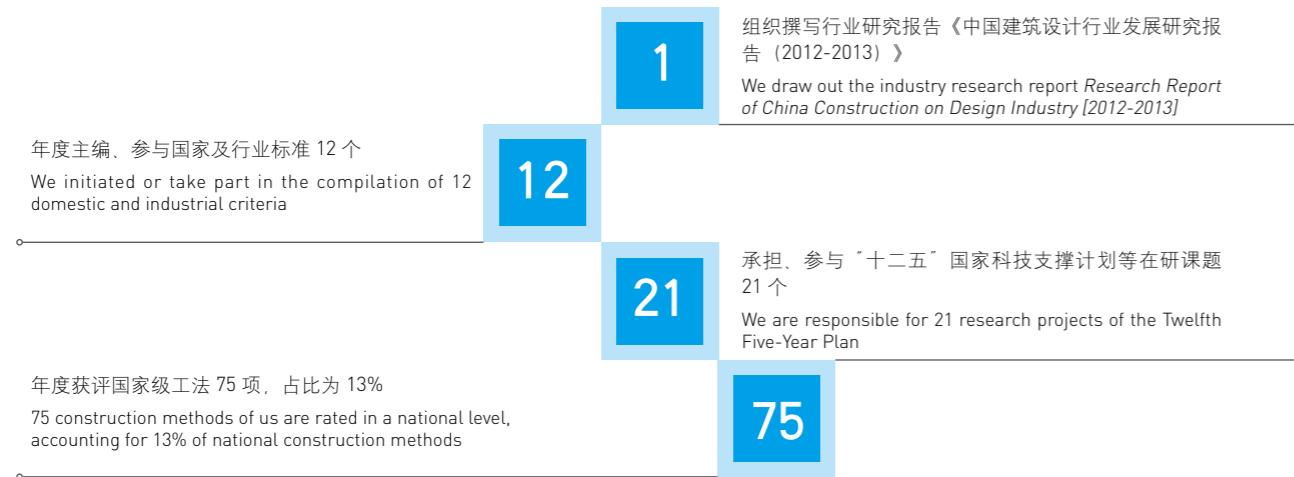 1
组织撰写行业研究报告《中国建筑设计行业发展研究报
告（2012-2013）》
We draw out the industry research report Research Report
of China Construction on Design Industry [2012-2013]
年度主编、参与国家及行业标准 12 个
We initiated or take part in the compilation of 12
domestic and industrial criteria
12
21
承担、参与“十二五”国家科技支撑计划等在研课题
21 个
We are responsible for 21 research projects of the Twelfth
Five-Year Plan
年度获评国家级工法 75 项，占比为 13%
75 construction methods of us are rated in a national level,
accounting for 13% of national construction methods
75